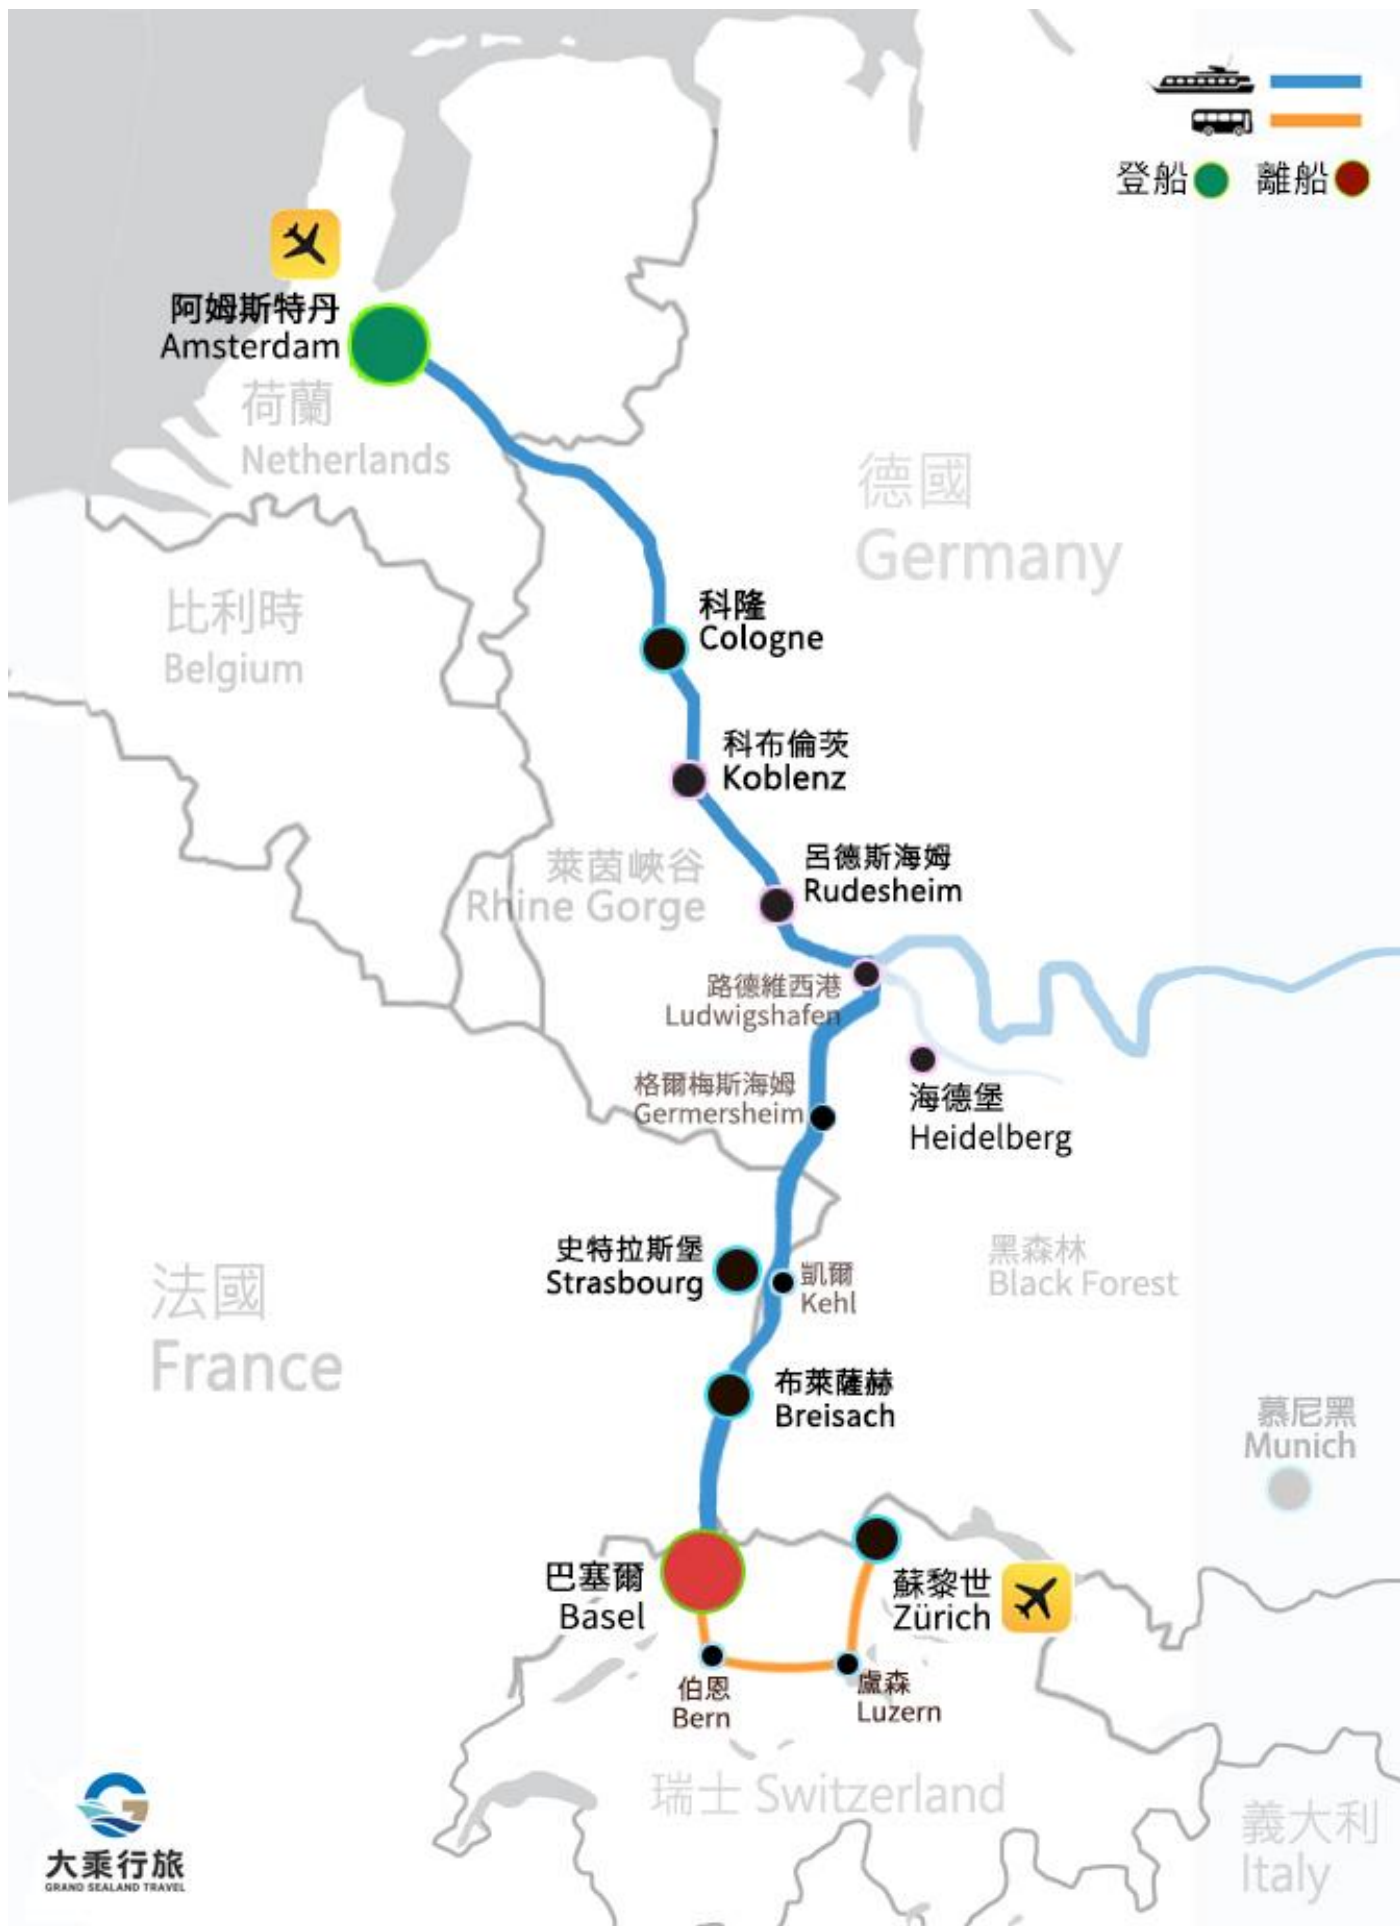 登船
離船
阿姆斯特丹
Amsterdam
荷蘭
Netherlands
德國
Germany
比利時
Belgium
科隆
Cologne
科布倫茨
Koblenz
呂德斯海姆
Rudesheim
萊茵峽谷
Rhine Gorge
路德維西港
Ludwigshafen
格爾梅斯海姆
Germersheim
海德堡
Heidelberg
史特拉斯堡
Strasbourg
凱爾
Kehl
黑森林
Black Forest
法國
France
布萊薩赫
Breisach
慕尼黑
Munich
巴塞爾
Basel
蘇黎世
Zürich
伯恩
Bern
盧森
Luzern
瑞士 Switzerland
義大利
Italy
大乘行旅
GRAND SEALAND TRAVEL